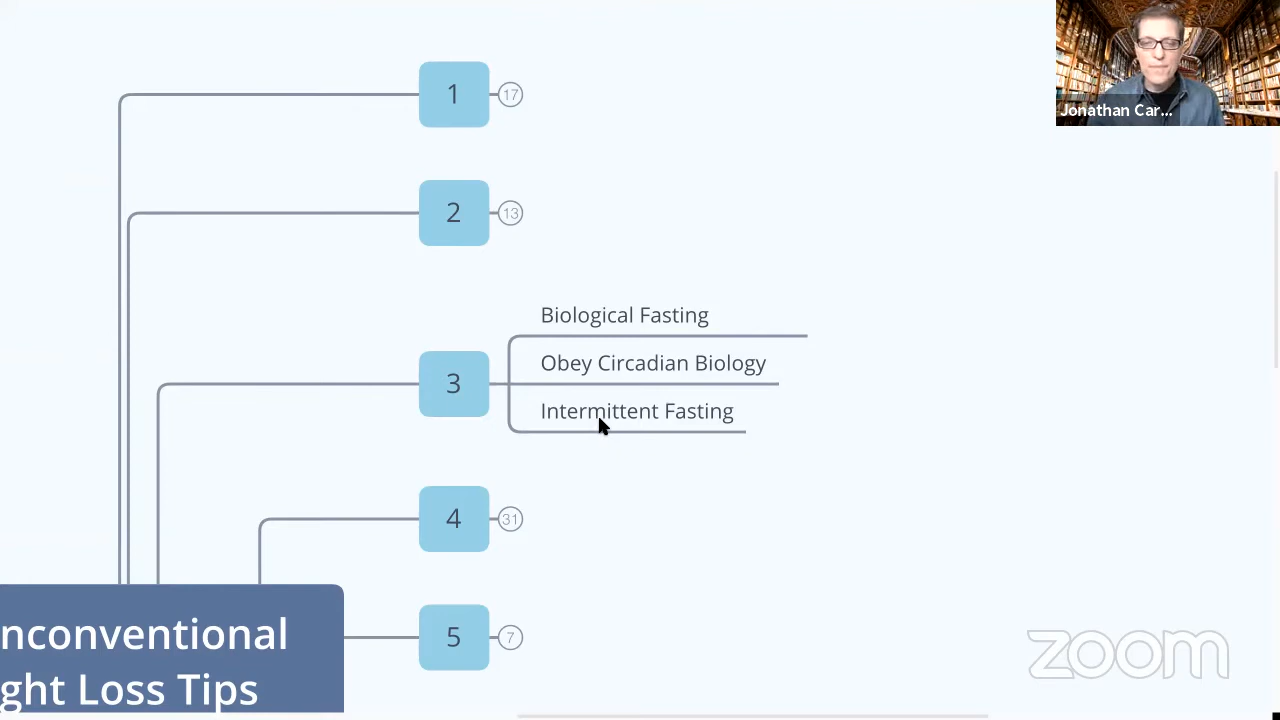 Jonathan Car...
1
17
2
13
3
Biological Fasting
Obey Circadian Biology
Intermittent Fasting
4
31
5
7
nconventional
ght Loss Tips
zoom